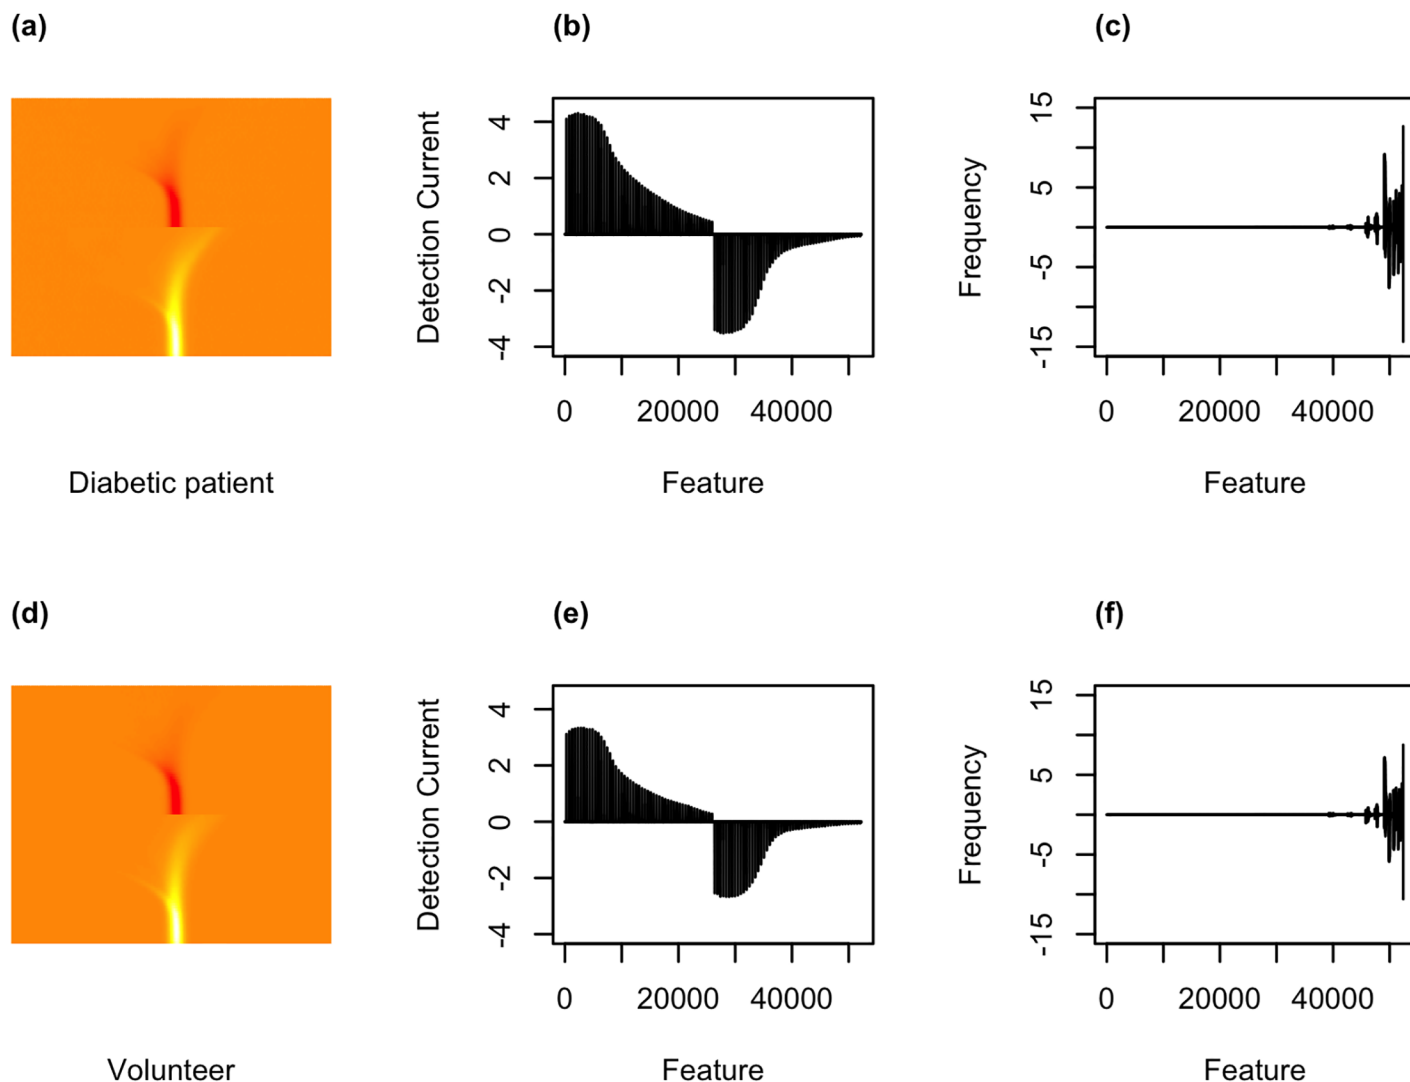 (a)
(b)
(c)
Detection Current
4
2
0
-2
-4
0
20000
40000
Frequency
15
5
-5
-15
0
20000
40000
Diabetic patient
Feature
Feature
(d)
(e)
(f)
Detection Current
4
2
0
-2
-4
0
20000
40000
Frequency
15
5
-5
-15
0
20000
40000
Volunteer
Feature
Feature